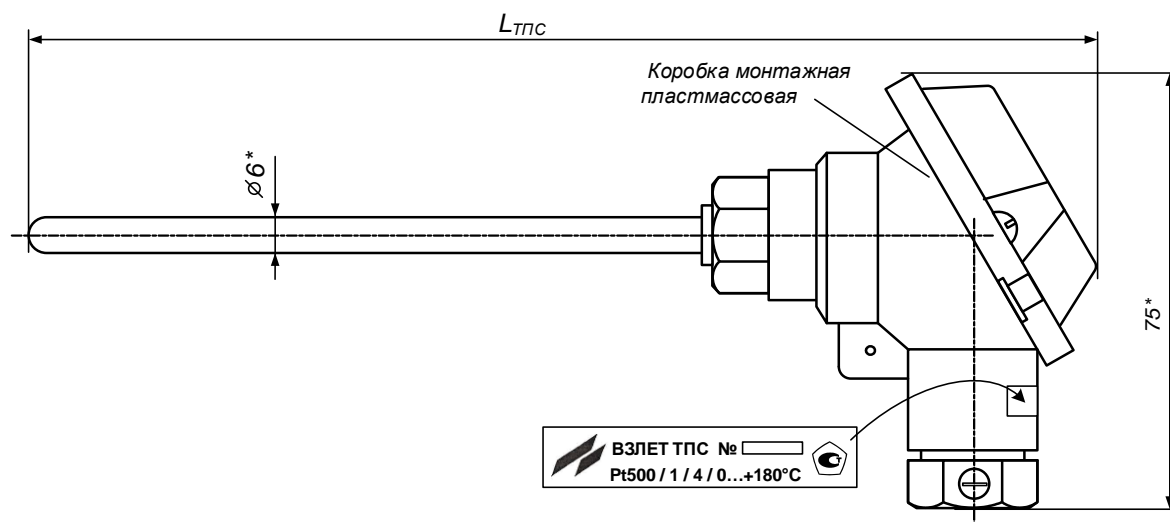 LТПС
Коробка монтажная
пластмассовая
⌀6*
75*
ВЗЛЕТ ТПС №
Pt500 / 1 / 4 / 0...+180°C